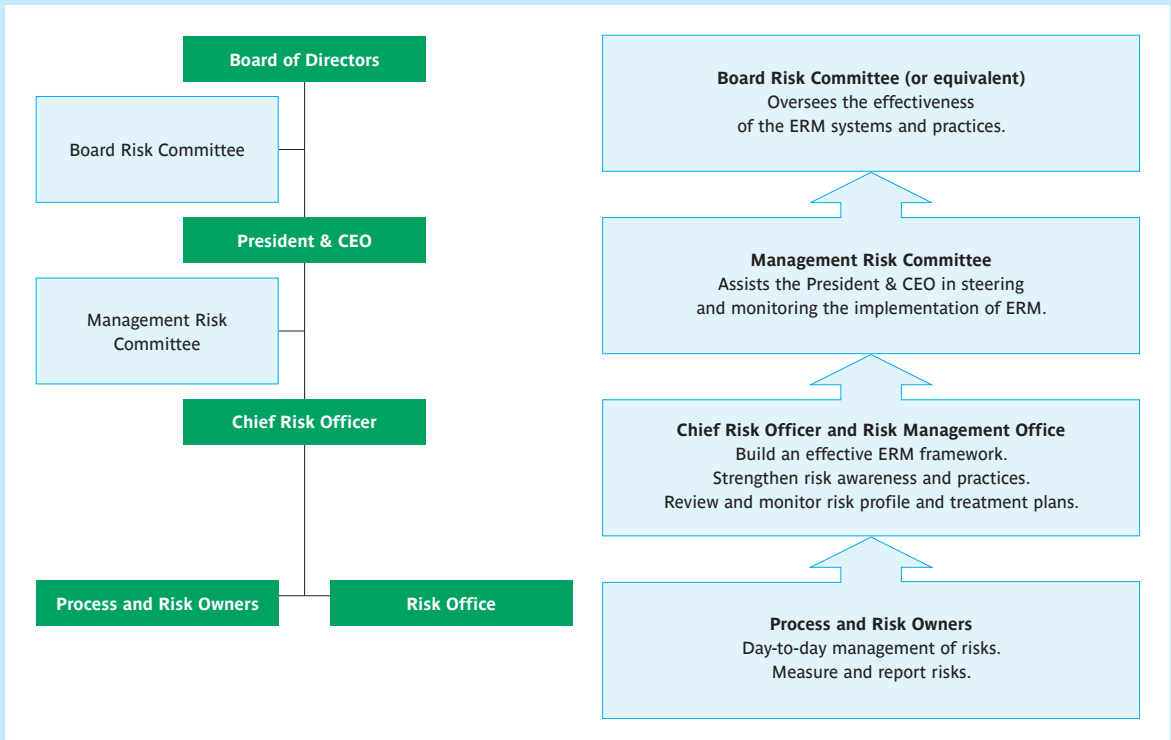 Board of Directors
Board Risk Committee
President & CEO
Management Risk
Committee
Chief Risk Officer
Process and Risk Owners
Risk Office
Board Risk Committee (or equivalent)
Oversees the effectiveness
of the ERM systems and practices.
Management Risk Committee
Assists the President & CEO in steering
and monitoring the implementation of ERM.
Chief Risk Officer and Risk Management Office
Build an effective ERM framework.
Strengthen risk awareness and practices.
Review and monitor risk profile and treatment plans.
Process and Risk Owners
Day-to-day management of risks.
Measure and report risks.